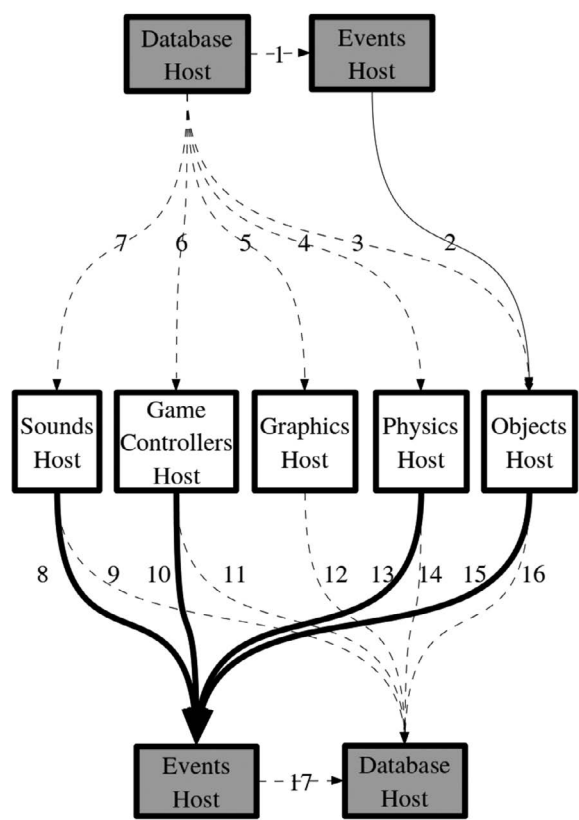 Database
Host
1
Events
Host
7
6
5
4
3
2
Sounds
Host
Game
Controllers
Host
Graphics
Host
Physics
Host
Objects
Host
8
9
10
11
12
13
14
15
16
Events
Host
17
Database
Host